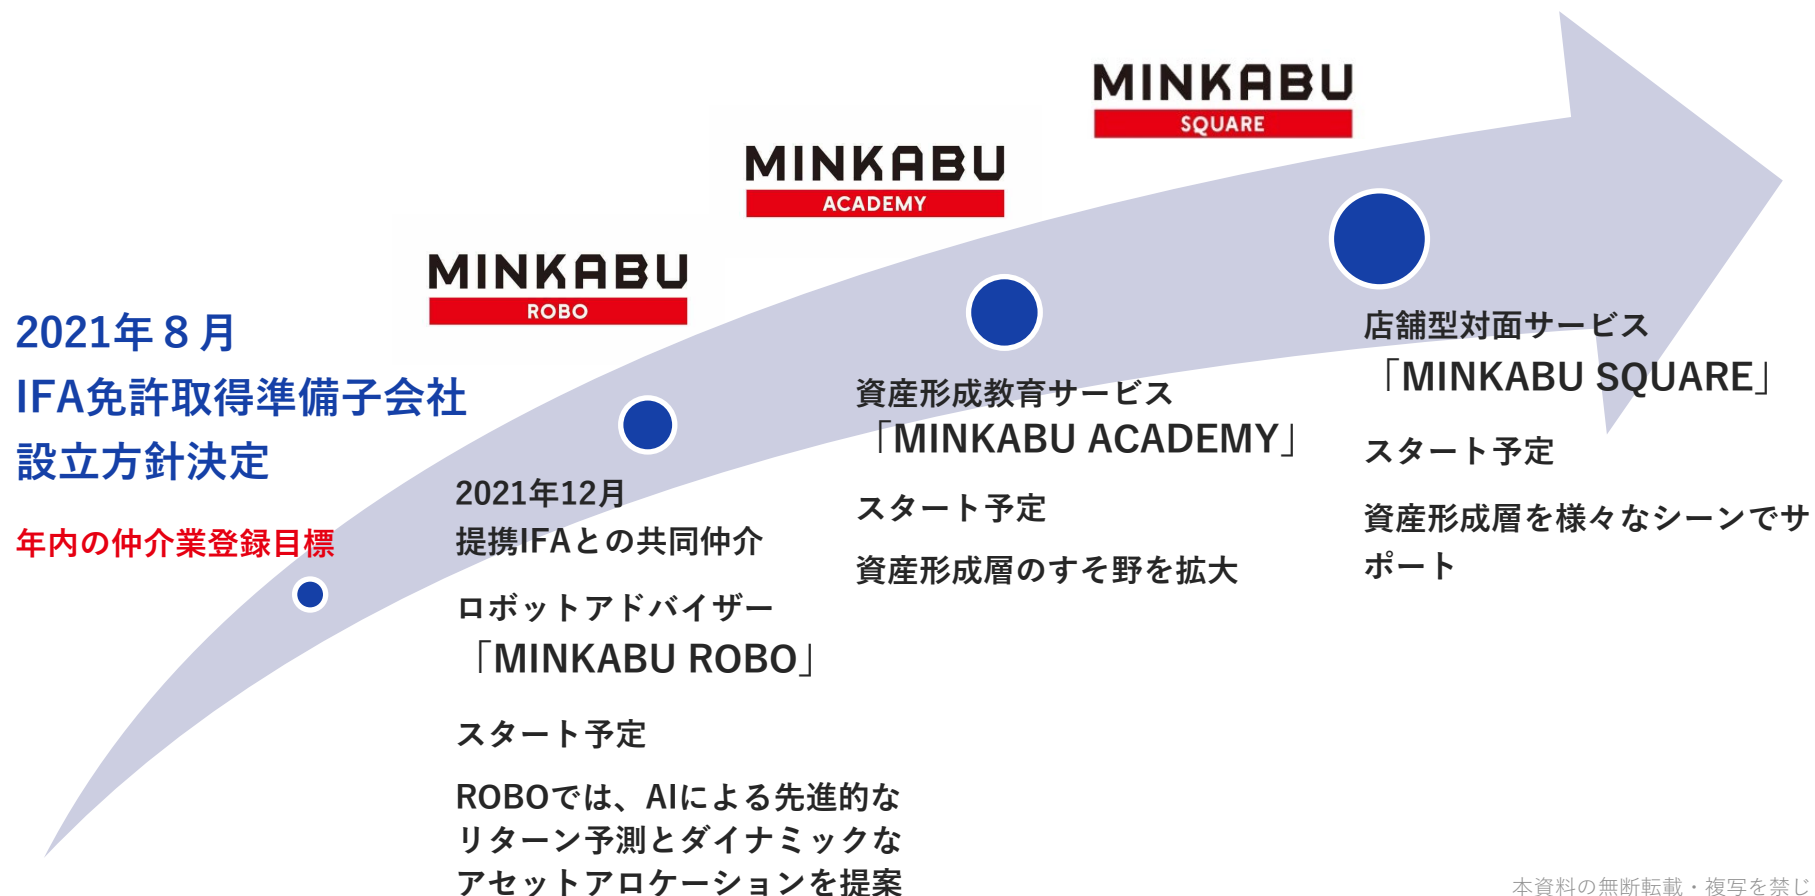 MINKABU
SQUARE
MINKABU
ACADEMY
MINKABU
ROBO
2021年８月
IFA免許取得準備子会社
設立方針決定
年内の仲介業登録目標
2021年12月
提携IFAとの共同仲介
ロボットアドバイザー
「MINKABU ROBO」
スタート予定
ROBOでは、AIによる先進的な
リターン予測とダイナミックな
アセットアロケーションを提案
資産形成教育サービス
「MINKABU ACADEMY」
スタート予定
資産形成層のすそ野を拡大
店舗型対面サービス
「MINKABU SQUARE」
スタート予定
資産形成層を様々なシーンでサ
ポート
本資料の無断転載・複写を禁じ